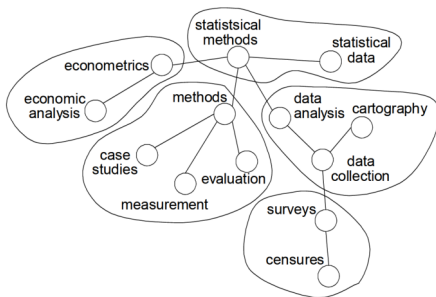 statistsical
methods
statistical
data
econometrics
economic
analysis
methods
data
analysis
cartography
case
studies
evaluation
data
collection
measurement
surveys
censures